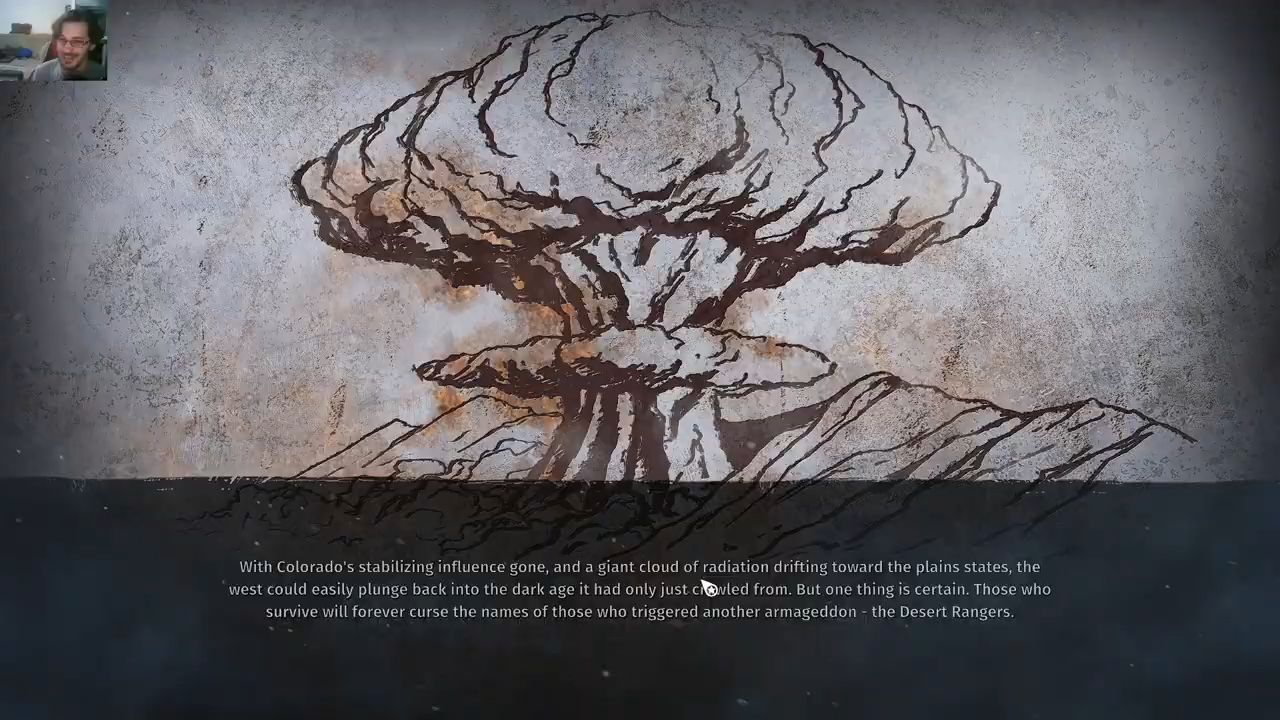 With Colorado's stabilizing influence gone, and a giant cloud of radiation drifting toward the plains states, the
west could easily plunge back into the dark age it had only just crawled from. But one thing is certain. Those who
survive will forever curse the names of those who triggered another armageddon - the Desert Rangers.